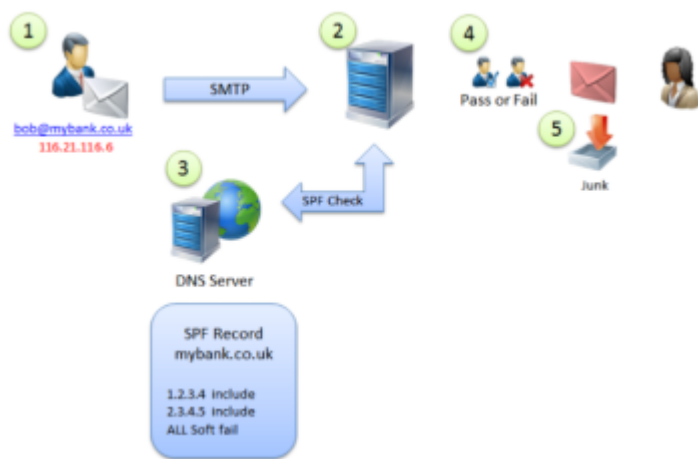 1
2
4
SMTP
Pass or Fail
bob@mybank.co.uk
116.21.116.6
5
3
SPF Check
Junk
DNS Server
SPF Record
mybank.co.uk
1.2.3.4 include
2.3.4.5 include
ALL Soft fail